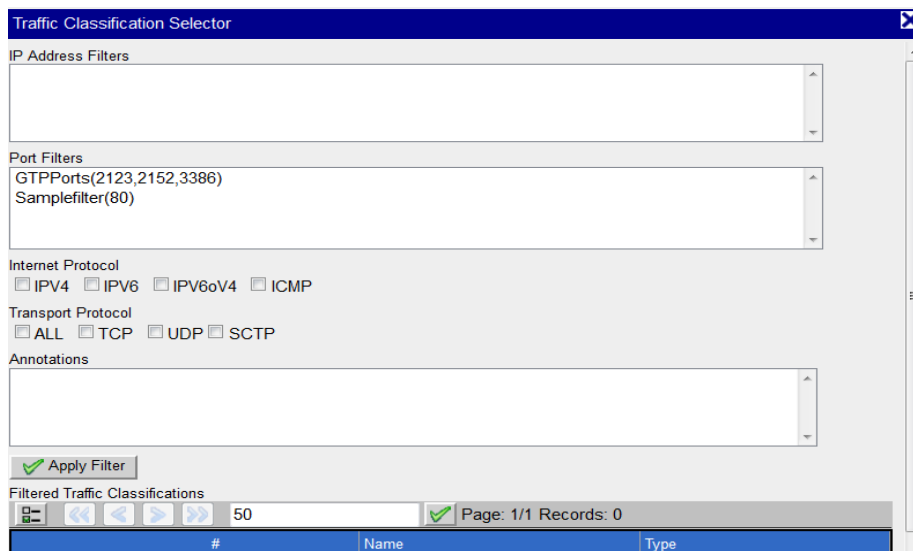 Traffic Classification Selector
IP Address Filters
Port Filters
GTPPorts(2123,2152,3386)
Samplefilter(80)
Internet Protocol
IPV4 IPV6 IPV6oV4 ICMP
Transport Protocol
ALL TCP UDP SCTP
Annotations
Apply Filter
Filtered Traffic Classifications
50 Page: 1/1 Records: 0
# Name Type